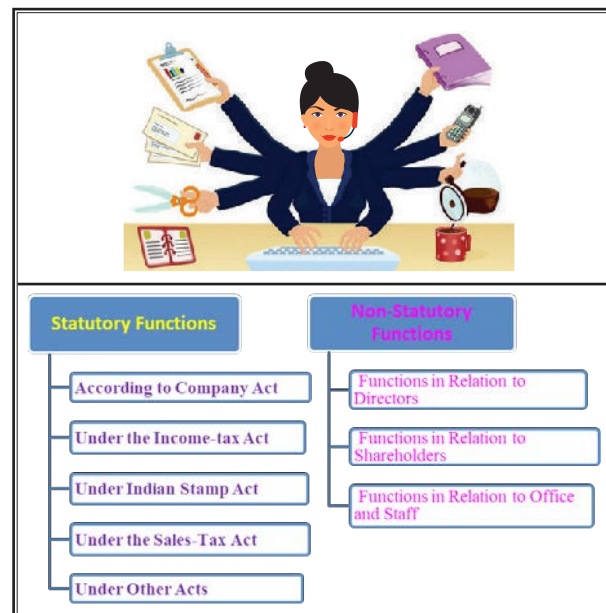 Statutory Functions
According to Company Act
Under the Income-tax Act
Under Indian Stamp Act
Under the Sales-Tax Act
Under Other Acts
Non-Statutory
Functions
Functions in Relation to
Directors
Functions in Relation to
Shareholders
Functions in Relation to Office
and Staff